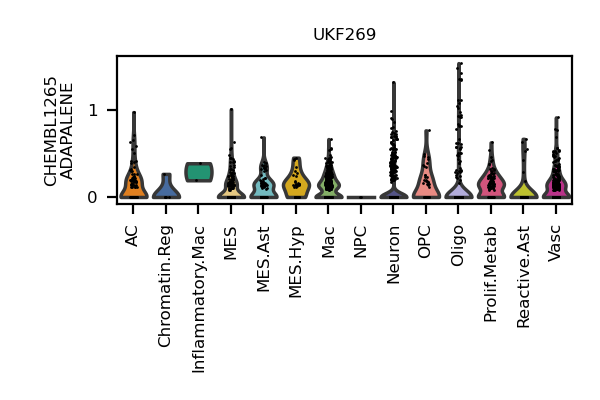 UKF269
CHEMBL1265
ADAPALENE
1
0
AC
Chromatin.Reg
Inflammatory.Mac
MES
MES.Ast
MES.Hyp
Mac
NPC
Neuron
OPC
Oligo
Prolif.Metab
Reactive.Ast
Vasc